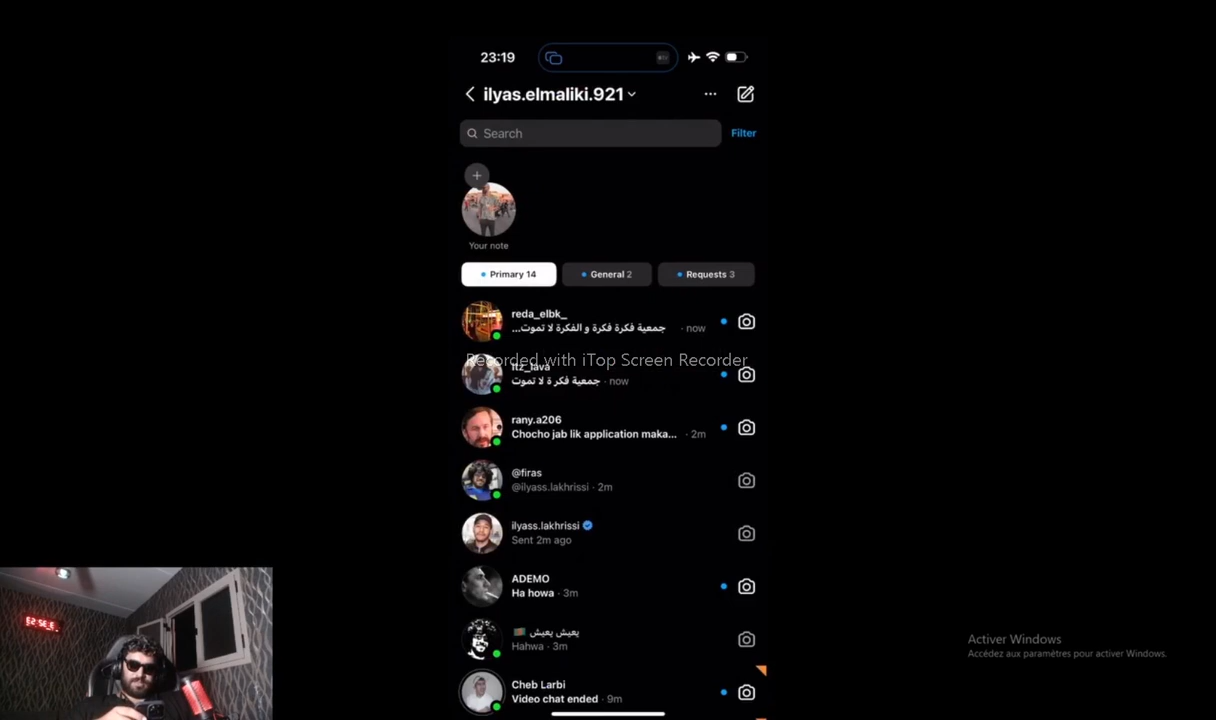 23:19
ilyas.elmaliki.921
Search
Filter
Your note
Primary 14
General 2
Requests 3
reda_elbk_
جمعية فكرة فكرة و الفكرة لا تموت... · now
Recorded with iTop Screen Recorder
itz_lava
جمعية فكر ة لا تموت · now
rany.a206
Chocho jab lik application maka... · 2m
@firas
@ilyass.lakhrissi · 2m
ilyass.lakhrissi
Sent 2m ago
ADEMO
Ha howa · 3m
يعيش يعيش
Hahwa · 3m
Cheb Larbi
Video chat ended · 9m
Activer Windows
Accédez aux paramètres pour activer Windows.